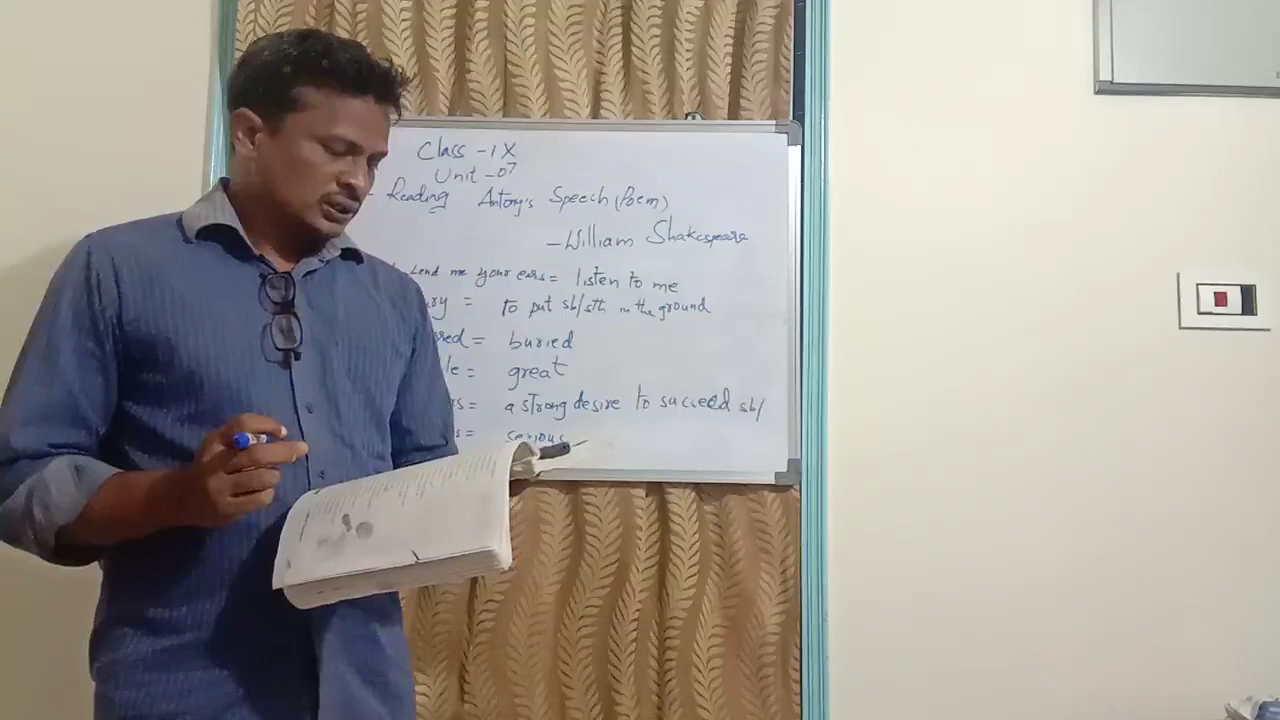 Class - IX
Unit - 07
Reading Antony's Speech (Poem)
- William Shakespeare
Lend me your ears = listen to me
= to put sb/sth in the ground
= buried
= great
= a strong desire to succeed sb/
= serious